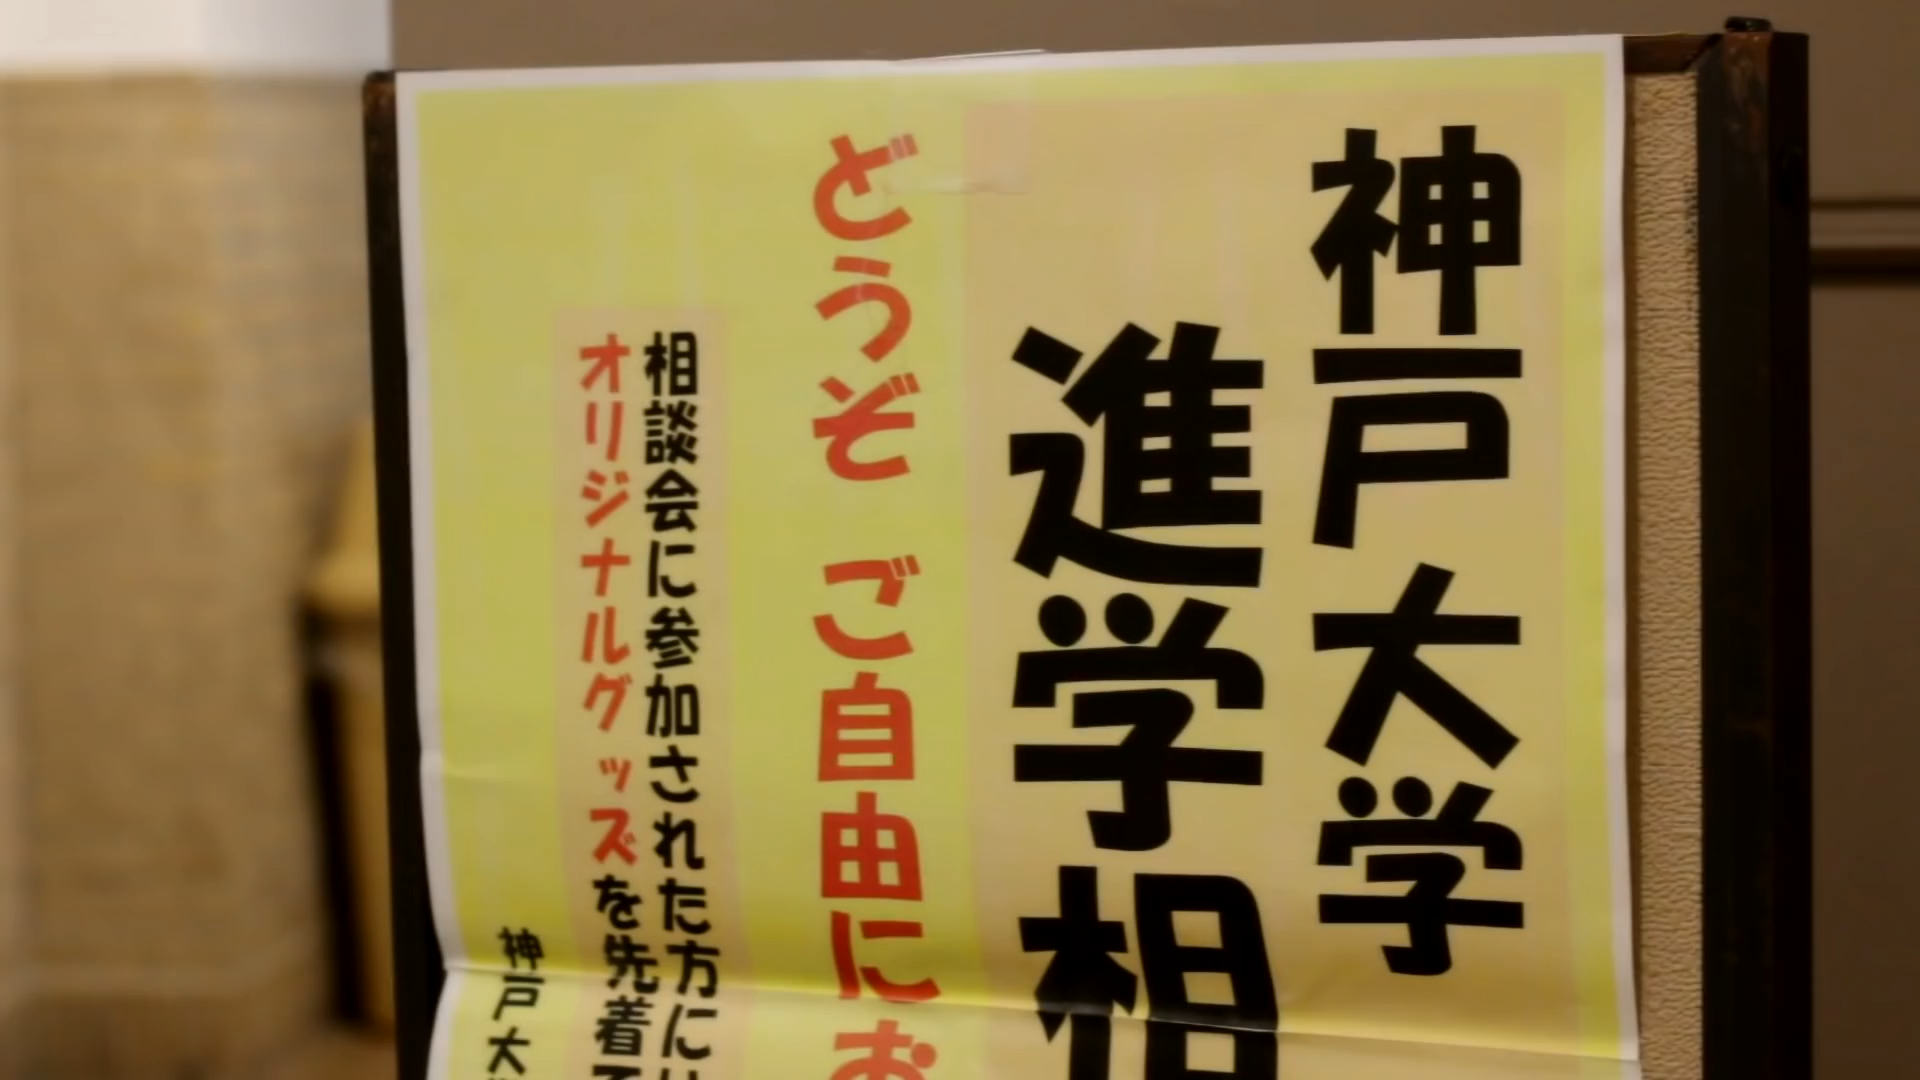 神戸大学
進学相
どうぞ ご自由にお
相談会に参加された方には
オリジナルグッズを先着で
神戸大